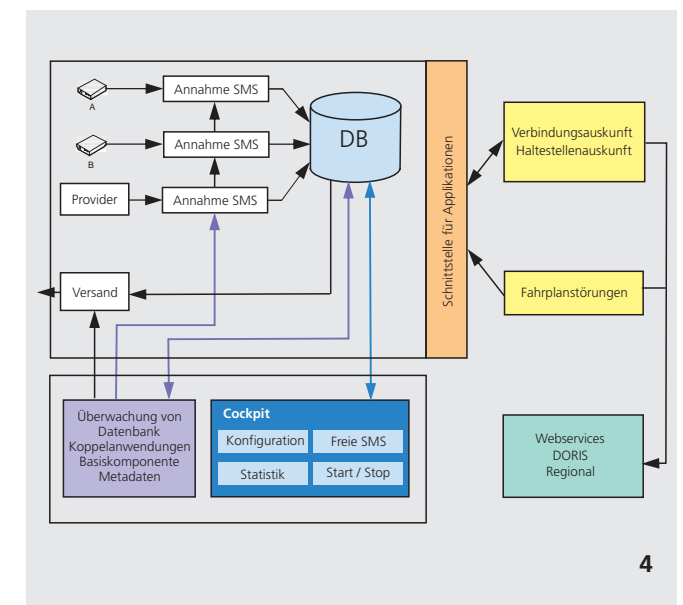 A
Annahme SMS
B
Annahme SMS
Provider
Annahme SMS
DB
Versand
Schnittstelle für Applikationen
Verbindungsauskunft
Haltestellenauskunft
Fahrplanstörungen
Überwachung von
Datenbank
Koppelanwendungen
Basiskomponente
Metadaten
Cockpit
Konfiguration
Freie SMS
Statistik
Start / Stop
Webservices
DORIS
Regional
4